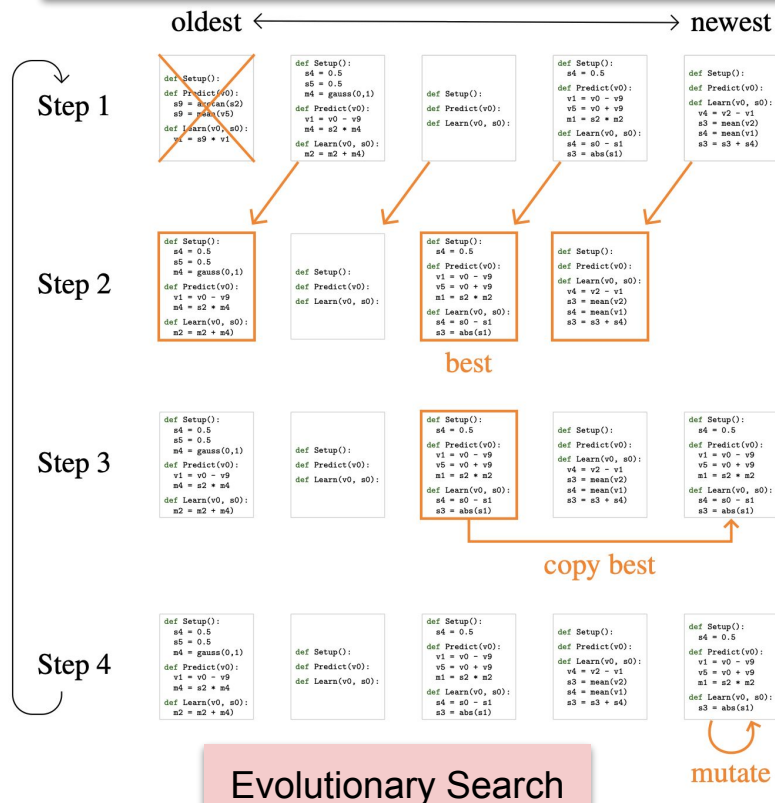 oldest newest
Step 1
def Setup():
def Predict(v0):
s9 = arctan(s2)
s9 = mean(v5)
def Learn(v0, s0):
v1 = s9 * v1
def Setup():
s4 = 0.5
s5 = 0.5
m4 = gauss(0,1)
def Predict(v0):
v1 = v0 - v9
m4 = s2 * m4
def Learn(v0, s0):
m2 = m2 + m4)
def Setup():
def Predict(v0):
def Learn(v0, s0):
def Setup():
s4 = 0.5
def Predict(v0):
v1 = v0 - v9
v5 = v0 + v9
m1 = s2 * m2
def Learn(v0, s0):
s4 = s0 - s1
s3 = abs(s1)
def Setup():
def Predict(v0):
def Learn(v0, s0):
v4 = v2 - v1
s3 = mean(v2)
s4 = mean(v1)
s3 = s3 + s4)
Step 2
def Setup():
s4 = 0.5
s5 = 0.5
m4 = gauss(0,1)
def Predict(v0):
v1 = v0 - v9
m4 = s2 * m4
def Learn(v0, s0):
m2 = m2 + m4)
def Setup():
def Predict(v0):
def Learn(v0, s0):
def Setup():
s4 = 0.5
def Predict(v0):
v1 = v0 - v9
v5 = v0 + v9
m1 = s2 * m2
def Learn(v0, s0):
s4 = s0 - s1
s3 = abs(s1)
def Setup():
def Predict(v0):
def Learn(v0, s0):
v4 = v2 - v1
s3 = mean(v2)
s4 = mean(v1)
s3 = s3 + s4)
best
Step 3
def Setup():
s4 = 0.5
s5 = 0.5
m4 = gauss(0,1)
def Predict(v0):
v1 = v0 - v9
m4 = s2 * m4
def Learn(v0, s0):
m2 = m2 + m4)
def Setup():
def Predict(v0):
def Learn(v0, s0):
def Setup():
s4 = 0.5
def Predict(v0):
v1 = v0 - v9
v5 = v0 + v9
m1 = s2 * m2
def Learn(v0, s0):
s4 = s0 - s1
s3 = abs(s1)
def Setup():
def Predict(v0):
def Learn(v0, s0):
v4 = v2 - v1
s3 = mean(v2)
s4 = mean(v1)
s3 = s3 + s4)
def Setup():
s4 = 0.5
def Predict(v0):
v1 = v0 - v9
v5 = v0 + v9
m1 = s2 * m2
def Learn(v0, s0):
s4 = s0 - s1
s3 = abs(s1)
copy best
Step 4
def Setup():
s4 = 0.5
s5 = 0.5
m4 = gauss(0,1)
def Predict(v0):
v1 = v0 - v9
m4 = s2 * m4
def Learn(v0, s0):
m2 = m2 + m4)
def Setup():
def Predict(v0):
def Learn(v0, s0):
def Setup():
s4 = 0.5
def Predict(v0):
v1 = v0 - v9
v5 = v0 + v9
m1 = s2 * m2
def Learn(v0, s0):
s4 = s0 - s1
s3 = abs(s1)
def Setup():
def Predict(v0):
def Learn(v0, s0):
v4 = v2 - v1
s3 = mean(v2)
s4 = mean(v1)
s3 = s3 + s4)
def Setup():
s4 = 0.5
def Predict(v0):
v1 = v0 - v9
v5 = v0 + v9
m1 = s2 * m2
def Learn(v0, s0):
s3 = abs(s1)
mutate
Evolutionary Search